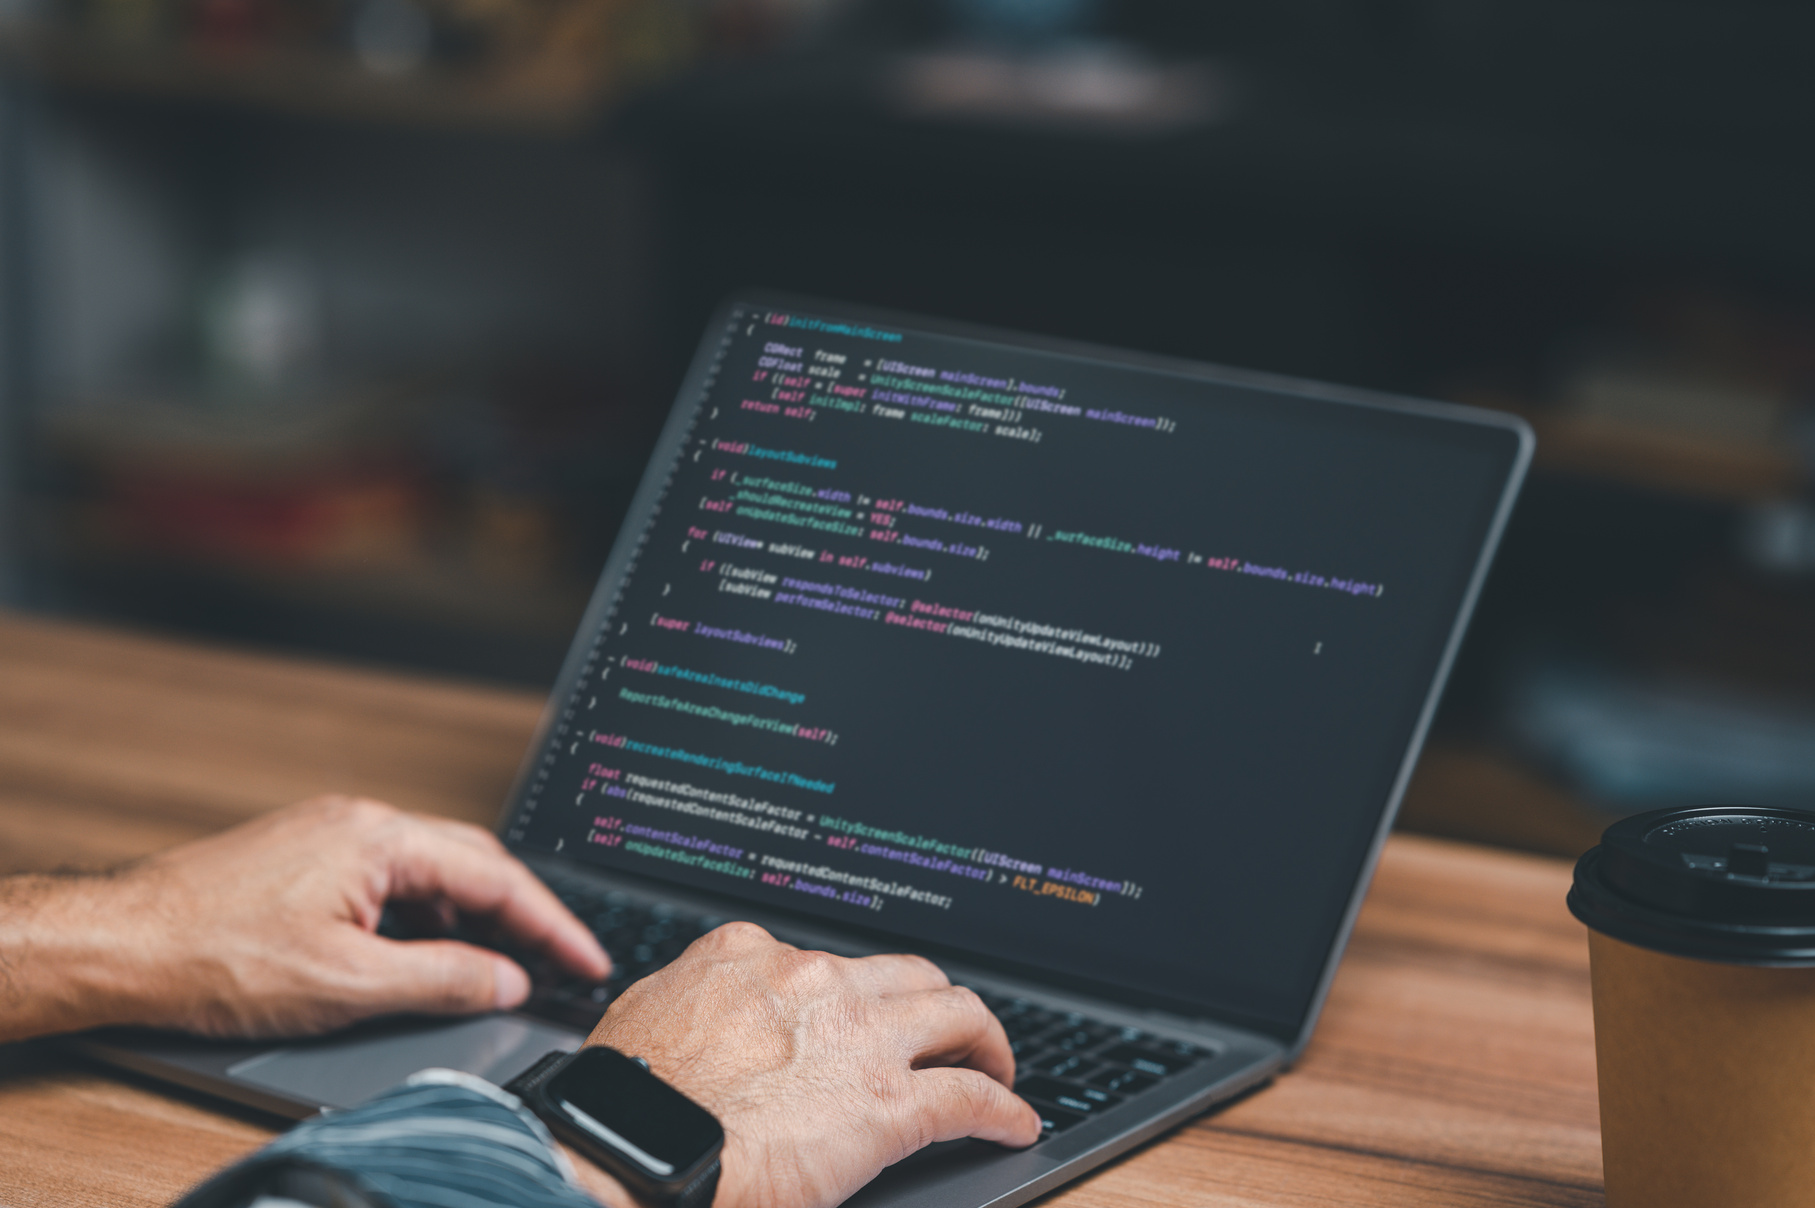 - (id)initFromMainScreen
{
CGRect frame = [UIScreen mainScreen].bounds;
CGFloat scale = UnityScreenScaleFactor([UIScreen mainScreen]);
if ((self = [super initWithFrame: frame]))
[self initImpl: frame scaleFactor: scale];
return self;
}
- (void)layoutSubviews
{
if (_surfaceSize.width != self.bounds.size.width || _surfaceSize.height != self.bounds.size.height)
_shouldRecreateView = YES;
[self onUpdateSurfaceSize: self.bounds.size];
for (UIView* subView in self.subviews)
{
if ([subView respondsToSelector: @selector(onUnityUpdateViewLayout)])
[subView performSelector: @selector(onUnityUpdateViewLayout)];
}
[super layoutSubviews];
}
- (void)safeAreaInsetsDidChange
{
ReportSafeAreaChangeForView(self);
}
- (void)recreateRenderingSurfaceIfNeeded
{
float requestedContentScaleFactor = UnityScreenScaleFactor([UIScreen mainScreen]);
if (abs(requestedContentScaleFactor - self.contentScaleFactor) > FLT_EPSILON)
{
self.contentScaleFactor = requestedContentScaleFactor;
[self onUpdateSurfaceSize: self.bounds.size];
}